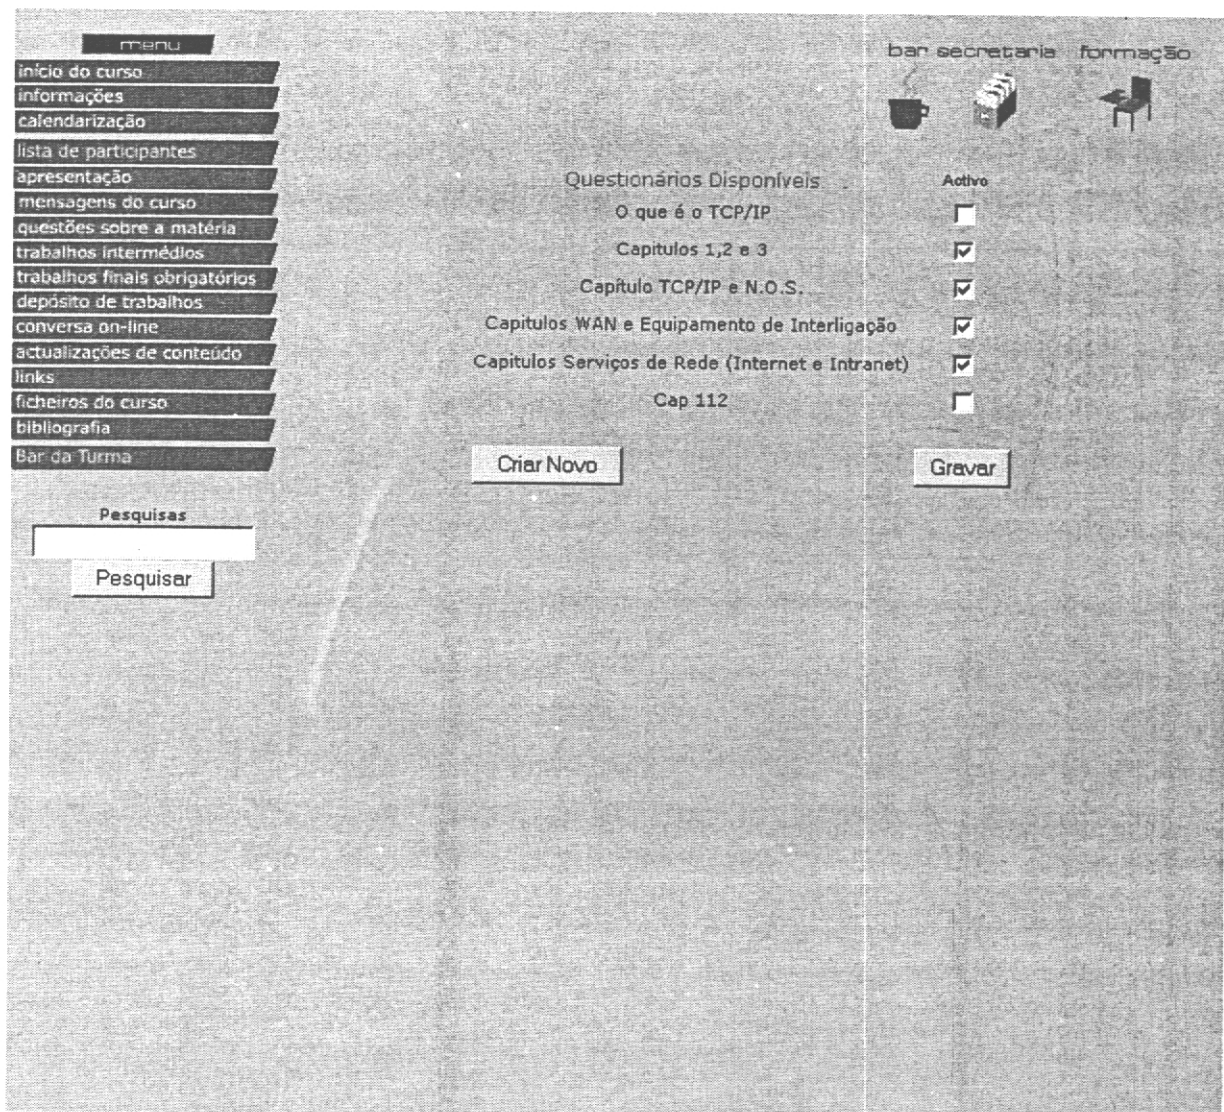 menu
início do curso
informações
calendarização
lista de participantes
apresentação
mensagens do curso
questões sobre a matéria
trabalhos intermédios
trabalhos finais obrigatórios
depósito de trabalhos
conversa on-line
actualizações de conteúdo
links
ficheiros do curso
bibliografia
Bar da Turma
Pesquisas
Pesquisar
bar secretaria formação
Questionários Disponíveis Activo
O que é o TCP/IP
Capitulos 1,2 e 3
Capítulo TCP/IP e N.O.S.
Capitulos WAN e Equipamento de Interligação
Capitulos Serviços de Rede (Internet e Intranet)
Cap 112
Criar Novo Gravar